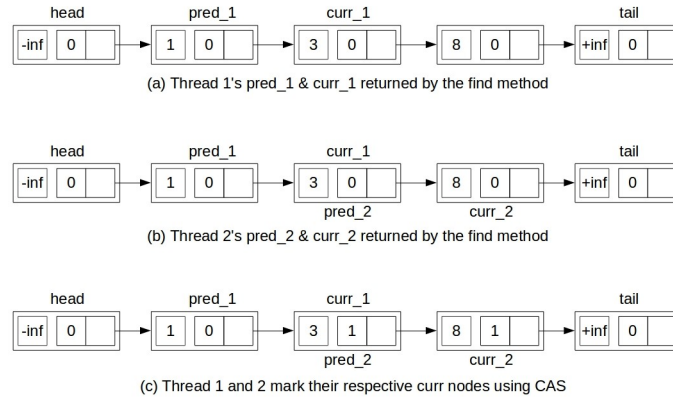 head pred_1 curr_1 tail
-inf 0 1 0 3 0 8 0 +inf 0
(a) Thread 1's pred_1 & curr_1 returned by the find method
head pred_1 curr_1 tail
-inf 0 1 0 3 0 8 0 +inf 0
pred_2 curr_2
(b) Thread 2's pred_2 & curr_2 returned by the find method
head pred_1 curr_1 tail
-inf 0 1 0 3 1 8 1 +inf 0
pred_2 curr_2
(c) Thread 1 and 2 mark their respective curr nodes using CAS